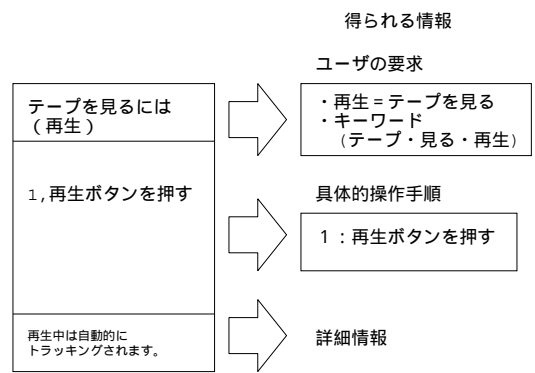 得られる情報
ユーザの要求
テープを見るには
（再生）
・再生＝テープを見る
・キーワード
（テープ・見る・再生）
1,再生ボタンを押す
具体的操作手順
1：再生ボタンを押す
再生中は自動的に
トラッキングされます。
詳細情報